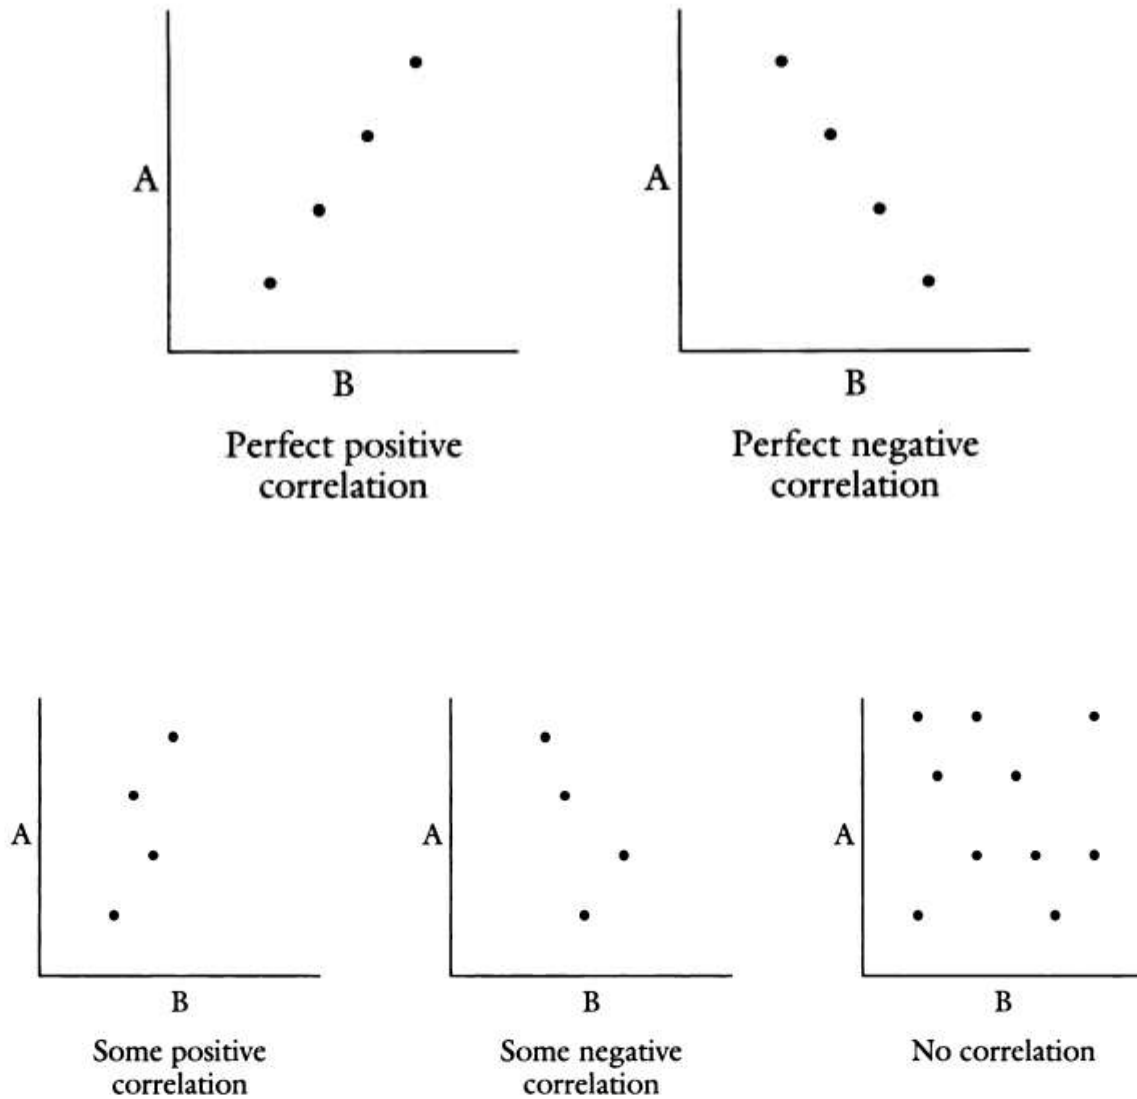 A
B
Perfect positive
correlation
A
B
Perfect negative
correlation
A
B
Some positive
correlation
A
B
Some negative
correlation
A
B
No correlation